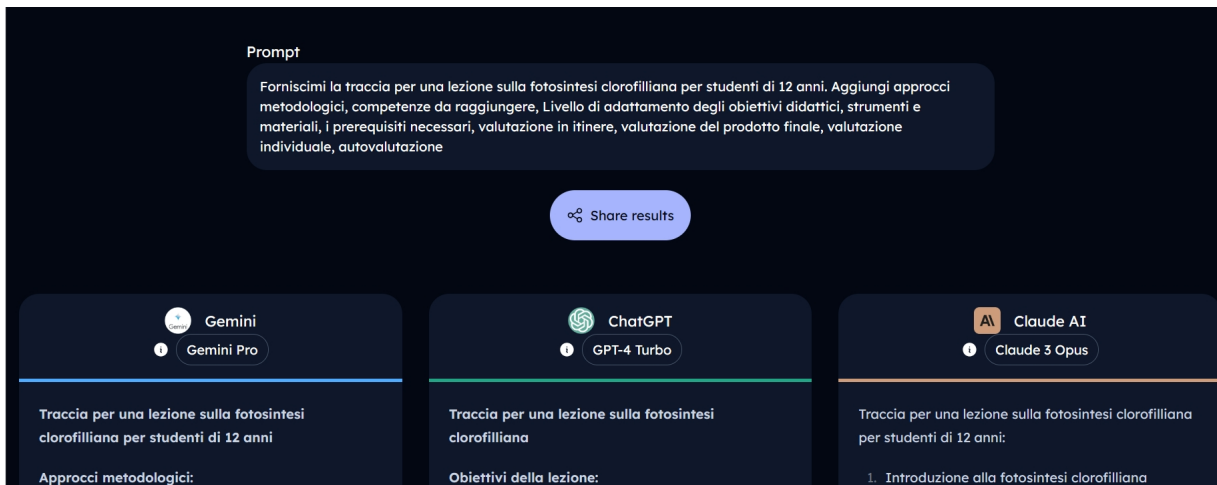 Prompt
Forniscimi la traccia per una lezione sulla fotosintesi clorofilliana per studenti di 12 anni. Aggiungi approcci
metodologici, competenze da raggiungere, Livello di adattamento degli obiettivi didattici, strumenti e
materiali, i prerequisiti necessari, valutazione in itinere, valutazione del prodotto finale, valutazione
individuale, autovalutazione
Share results
Gemini
Gemini
i Gemini Pro
Traccia per una lezione sulla fotosintesi
clorofilliana per studenti di 12 anni
Approcci metodologici:
ChatGPT
i GPT-4 Turbo
Traccia per una lezione sulla fotosintesi
clorofilliana
Obiettivi della lezione:
A\ Claude AI
i Claude 3 Opus
Traccia per una lezione sulla fotosintesi clorofilliana
per studenti di 12 anni:
1. Introduzione alla fotosintesi clorofilliana